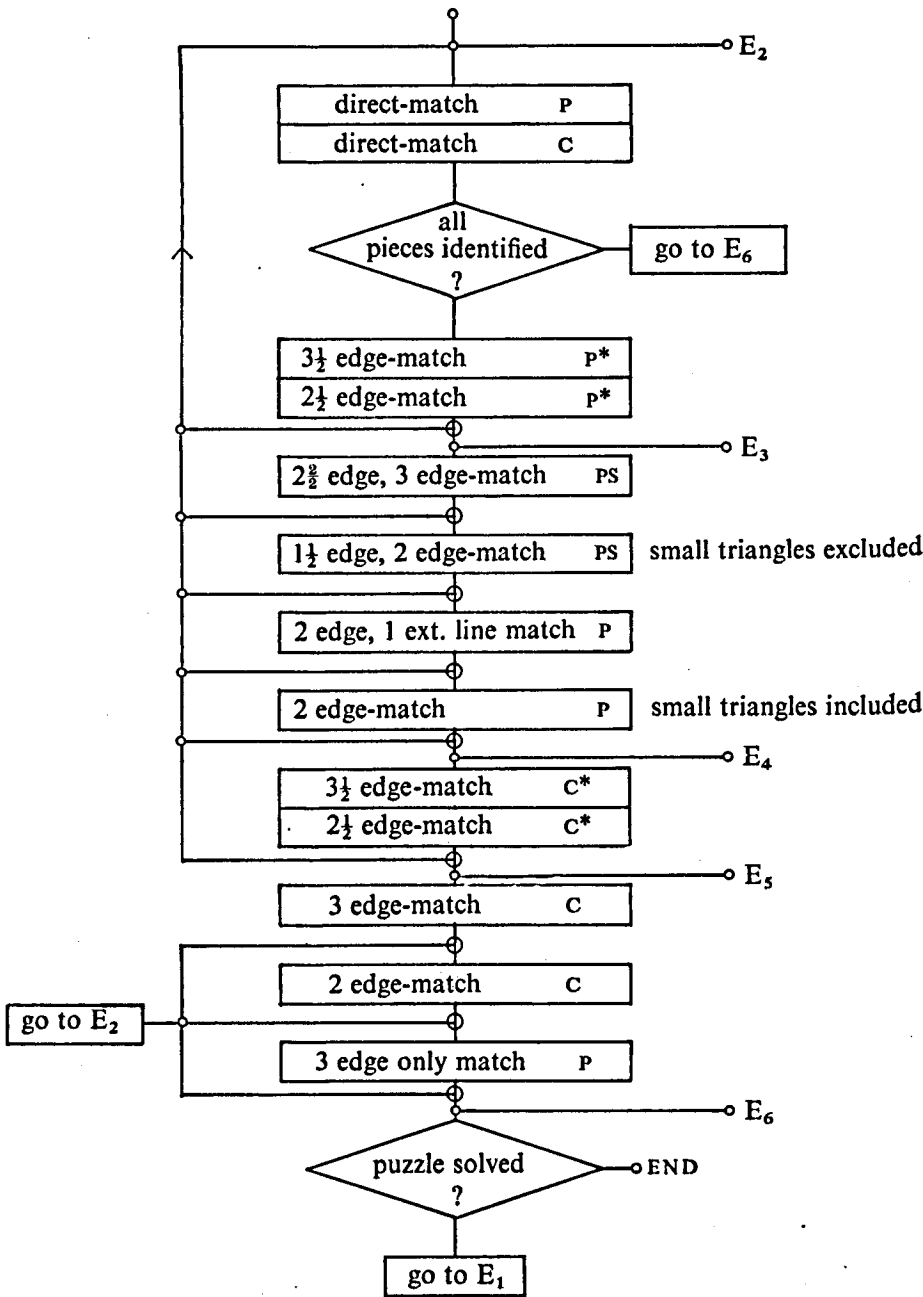 E₂
direct-match P
direct-match C
all
pieces identified
?
go to E₆
3½ edge-match P*
2½ edge-match P*
E₃
2 2/2 edge, 3 edge-match PS
1½ edge, 2 edge-match PS small triangles excluded
2 edge, 1 ext. line match P
2 edge-match P small triangles included
E₄
3½ edge-match C*
2½ edge-match C*
E₅
3 edge-match C
2 edge-match C
go to E₂
3 edge only match P
E₆
puzzle solved
?
END
go to E₁